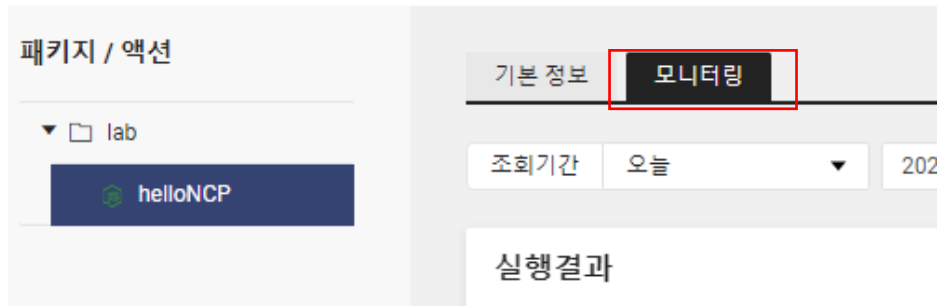 패키지 / 액션
lab
helloNCP
기본 정보
모니터링
조회기간
오늘
202
실행결과